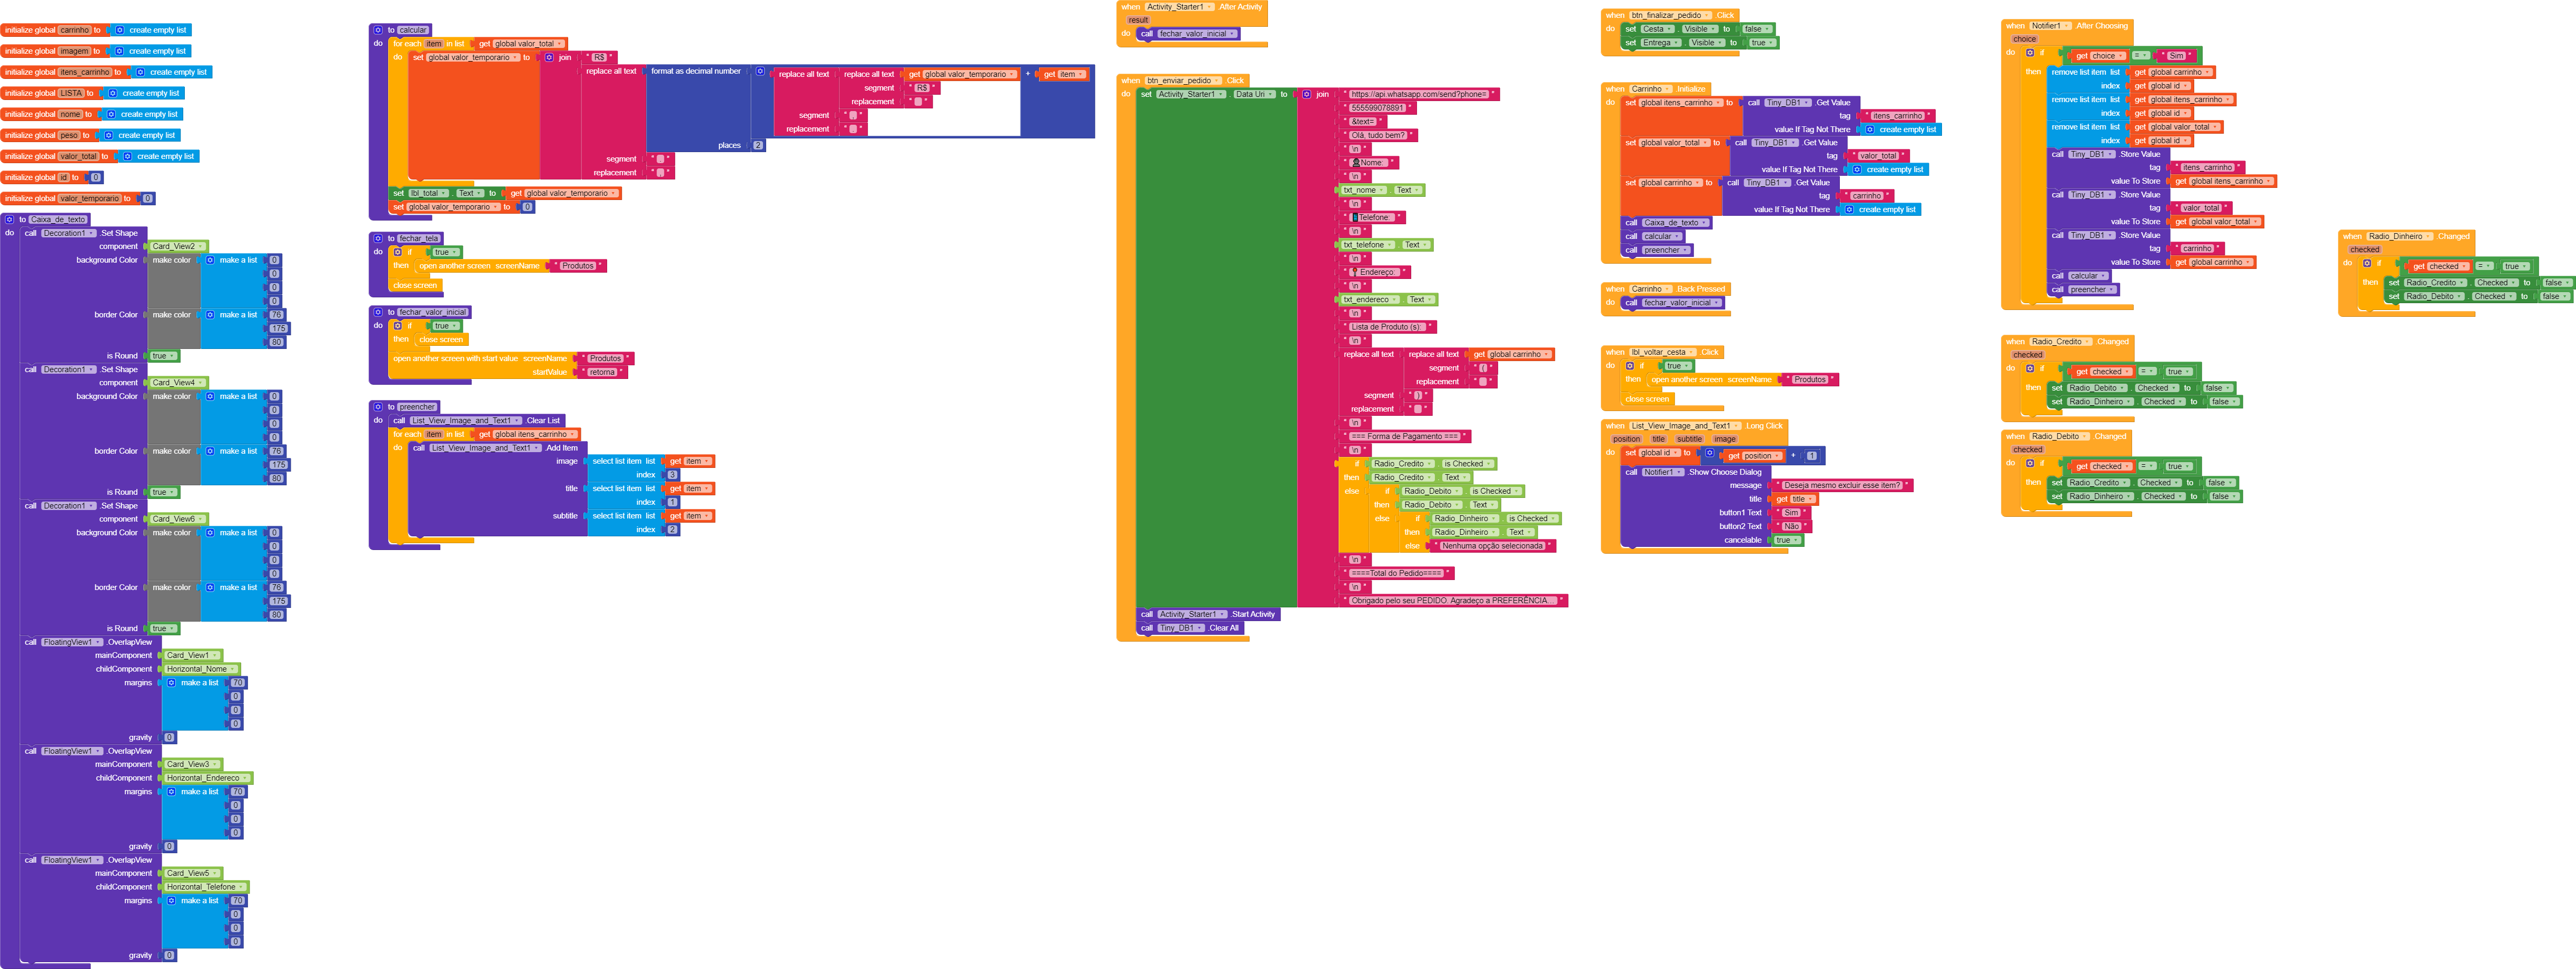 initialize global carrinho to create empty list
initialize global imagem to create empty list
initialize global itens_carrinho to create empty list
initialize global LISTA to create empty list
initialize global nome to create empty list
initialize global peso to create empty list
initialize global valor_total to create empty list
initialize global id to 0
initialize global valor_temporario to 0
to Caixa_de_texto
do call Decoration1 .Set Shape
component Card_View2
background Color make color make a list 0
0
0
0
border Color make color make a list 76
175
80
is Round true
call Decoration1 .Set Shape
component Card_View4
background Color make color make a list 0
0
0
0
border Color make color make a list 76
175
80
is Round true
call Decoration1 .Set Shape
component Card_View6
background Color make color make a list 0
0
0
0
border Color make color make a list 76
175
80
is Round true
call FloatingView1 .OverlapView
mainComponent Card_View1
childComponent Horizontal_Nome
margins make a list 70
0
0
0
gravity 0
call FloatingView1 .OverlapView
mainComponent Card_View3
childComponent Horizontal_Endereco
margins make a list 70
0
0
0
gravity 0
call FloatingView1 .OverlapView
mainComponent Card_View5
childComponent Horizontal_Telefone
margins make a list 70
0
0
0
gravity 0
to calcular
do for each item in list get global valor_total
do set global valor_temporario to join " R$ "
replace all text format as decimal number replace all text replace all text get global valor_temporario + get item
segment " R$ "
replacement " "
segment
replacement
places 2
segment
replacement
set lbl_total . Text to get global valor_temporario
set global valor_temporario to 0
to fechar_tela
do if true
then open another screen screenName " Produtos "
close screen
to fechar_valor_inicial
do if true
then close screen
open another screen with start value screenName " Produtos "
startValue " retorna "
to preencher
do call List_View_Image_and_Text1 .Clear List
for each item in list get global itens_carrinho
do call List_View_Image_and_Text1 .Add Item
image select list item list get item
index 3
title select list item list get item
index 1
subtitle select list item list get item
index 2
when Activity_Starter1 .After Activity
result
do call fechar_valor_inicial
when btn_enviar_pedido .Click
do set Activity_Starter1 . Data Uri to join " https://api.whatsapp.com/send?phone= "
" 555599078891 "
" &text= "
" Olá, tudo bem? "
" \n "
" Nome: "
" \n "
txt_nome . Text
" \n "
" Telefone: "
" \n "
txt_telefone . Text
" \n "
" Endereço: "
" \n "
txt_endereco . Text
" \n "
" Lista de Produto (s): "
" \n "
replace all text replace all text get global carrinho
segment " ( "
replacement " "
segment " ) "
replacement " "
" \n "
" === Forma de Pagamento === "
" \n "
if Radio_Credito . is Checked
then Radio_Credito . Text
else if Radio_Debito . is Checked
then Radio_Debito . Text
else if Radio_Dinheiro . is Checked
then Radio_Dinheiro . Text
else " Nenhuma opção selecionada "
" \n "
" ====Total do Pedido==== "
" \n "
" Obrigado pelo seu PEDIDO. Agradeço a PREFERÊNCIA... "
call Activity_Starter1 .Start Activity
call Tiny_DB1 .Clear All
when btn_finalizar_pedido .Click
do set Cesta . Visible to false
set Entrega . Visible to true
when Carrinho .Initialize
do set global itens_carrinho to call Tiny_DB1 .Get Value
tag " itens_carrinho "
value If Tag Not There create empty list
set global valor_total to call Tiny_DB1 .Get Value
tag " valor_total "
value If Tag Not There create empty list
set global carrinho to call Tiny_DB1 .Get Value
tag " carrinho "
value If Tag Not There create empty list
call Caixa_de_texto
call calcular
call preencher
when Carrinho .Back Pressed
do call fechar_valor_inicial
when lbl_voltar_cesta .Click
do if true
then open another screen screenName " Produtos "
close screen
when List_View_Image_and_Text1 .Long Click
position title subtitle image
do set global id to get position + 1
call Notifier1 .Show Choose Dialog
message " Deseja mesmo excluir esse item? "
title get title
button1 Text " Sim "
button2 Text " Não "
cancelable true
when Notifier1 .After Choosing
choice
do if get choice = " Sim "
then remove list item list get global carrinho
index get global id
remove list item list get global itens_carrinho
index get global id
remove list item list get global valor_total
index get global id
call Tiny_DB1 .Store Value
tag " itens_carrinho "
value To Store get global itens_carrinho
call Tiny_DB1 .Store Value
tag " valor_total "
value To Store get global valor_total
call Tiny_DB1 .Store Value
tag " carrinho "
value To Store get global carrinho
call calcular
call preencher
when Radio_Credito .Changed
checked
do if get checked = true
then set Radio_Debito . Checked to false
set Radio_Dinheiro . Checked to false
when Radio_Debito .Changed
checked
do if get checked = true
then set Radio_Credito . Checked to false
set Radio_Dinheiro . Checked to false
when Radio_Dinheiro .Changed
checked
do if get checked = true
then set Radio_Credito . Checked to false
set Radio_Debito . Checked to false